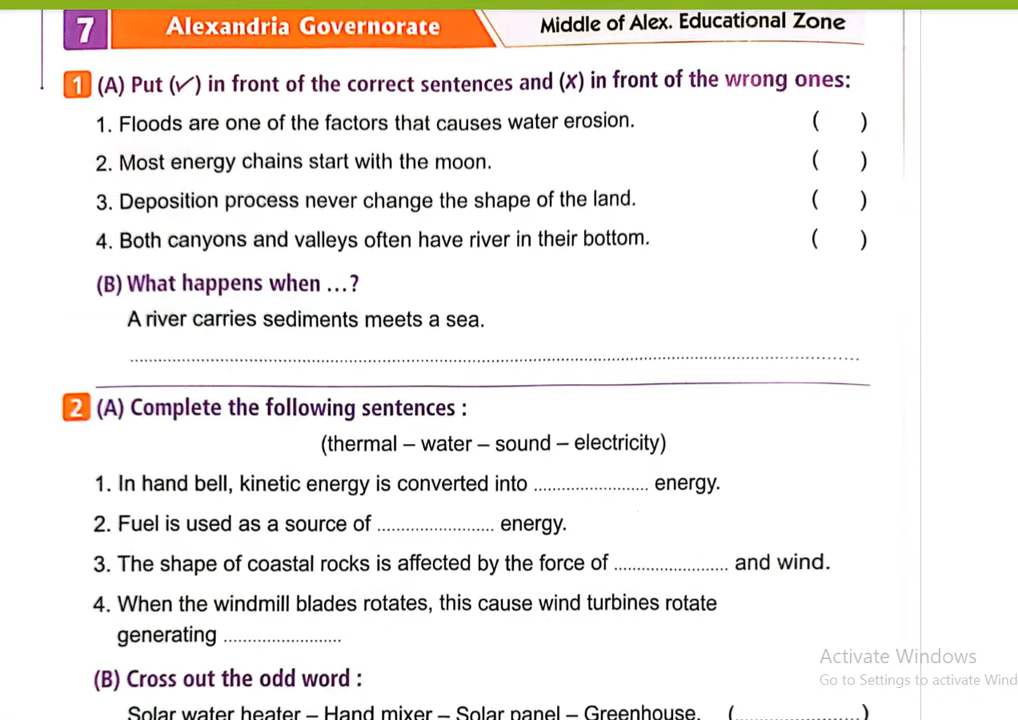 7 Alexandria Governorate Middle of Alex. Educational Zone
1 (A) Put (✓) in front of the correct sentences and (X) in front of the wrong ones:
1. Floods are one of the factors that causes water erosion. ( )
2. Most energy chains start with the moon. ( )
3. Deposition process never change the shape of the land. ( )
4. Both canyons and valleys often have river in their bottom. ( )
(B) What happens when ...?
A river carries sediments meets a sea.
................................................................
2 (A) Complete the following sentences :
(thermal – water – sound – electricity)
1. In hand bell, kinetic energy is converted into ........................ energy.
2. Fuel is used as a source of ........................ energy.
3. The shape of coastal rocks is affected by the force of ........................ and wind.
4. When the windmill blades rotates, this cause wind turbines rotate
generating ........................
(B) Cross out the odd word :
Solar water heater – Hand mixer – Solar panel – Greenhouse. (........................)
Activate Windows
Go to Settings to activate Wind